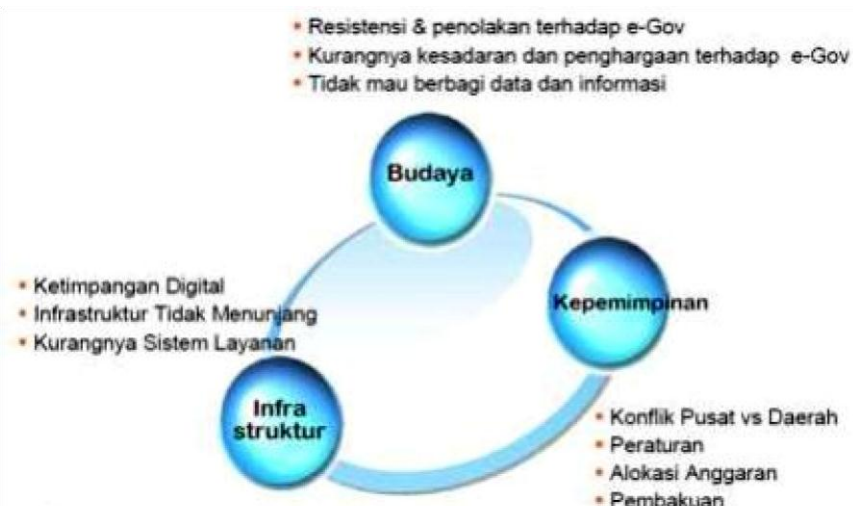 • Resistensi & penolakan terhadap e-Gov
• Kurangnya kesadaran dan penghargaan terhadap e-Gov
• Tidak mau berbagi data dan informasi
Budaya
Kepemimpinan
• Ketimpangan Digital
• Infrastruktur Tidak Menunjang
• Kurangnya Sistem Layanan
Infra
struktur
• Konflik Pusat vs Daerah
• Peraturan
• Alokasi Anggaran
• Pembakuan